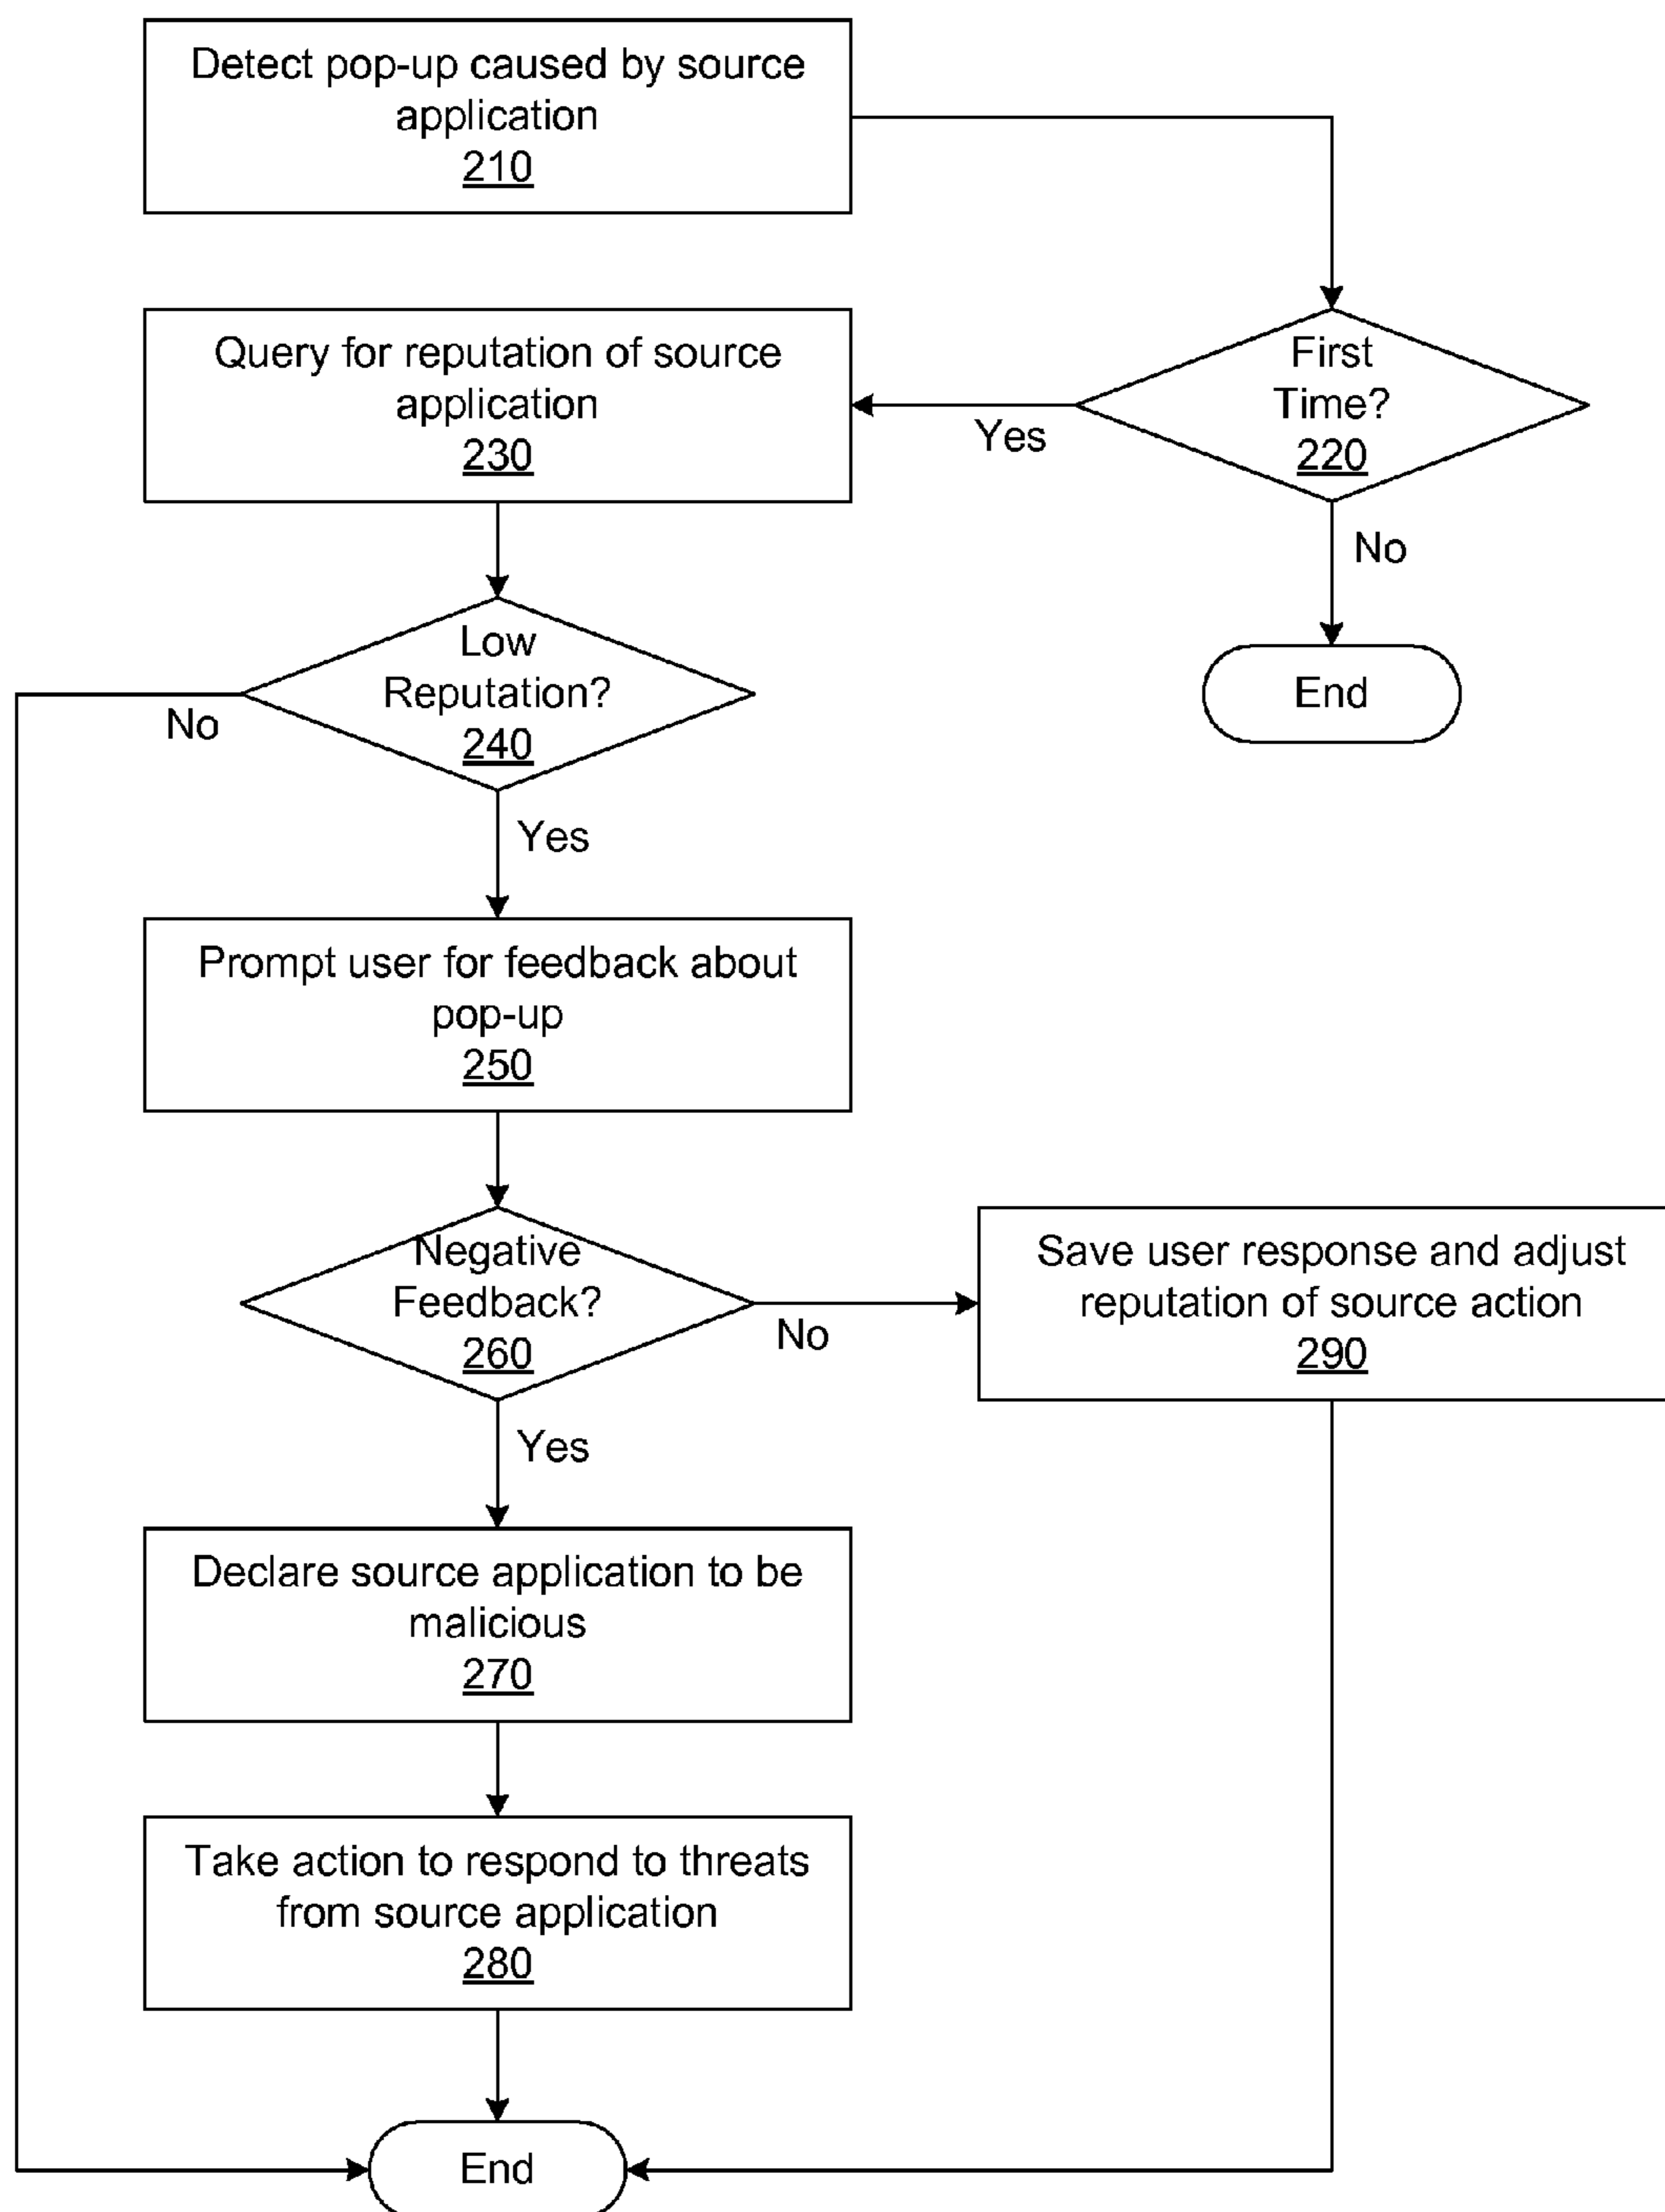 Detect pop-up caused by source
application
210
First
Time?
220
Yes
No
End
Query for reputation of source
application
230
Low
Reputation?
240
No
Yes
Prompt user for feedback about
pop-up
250
Negative
Feedback?
260
No
Yes
Save user response and adjust
reputation of source action
290
Declare source application to be
malicious
270
Take action to respond to threats
from source application
280
End